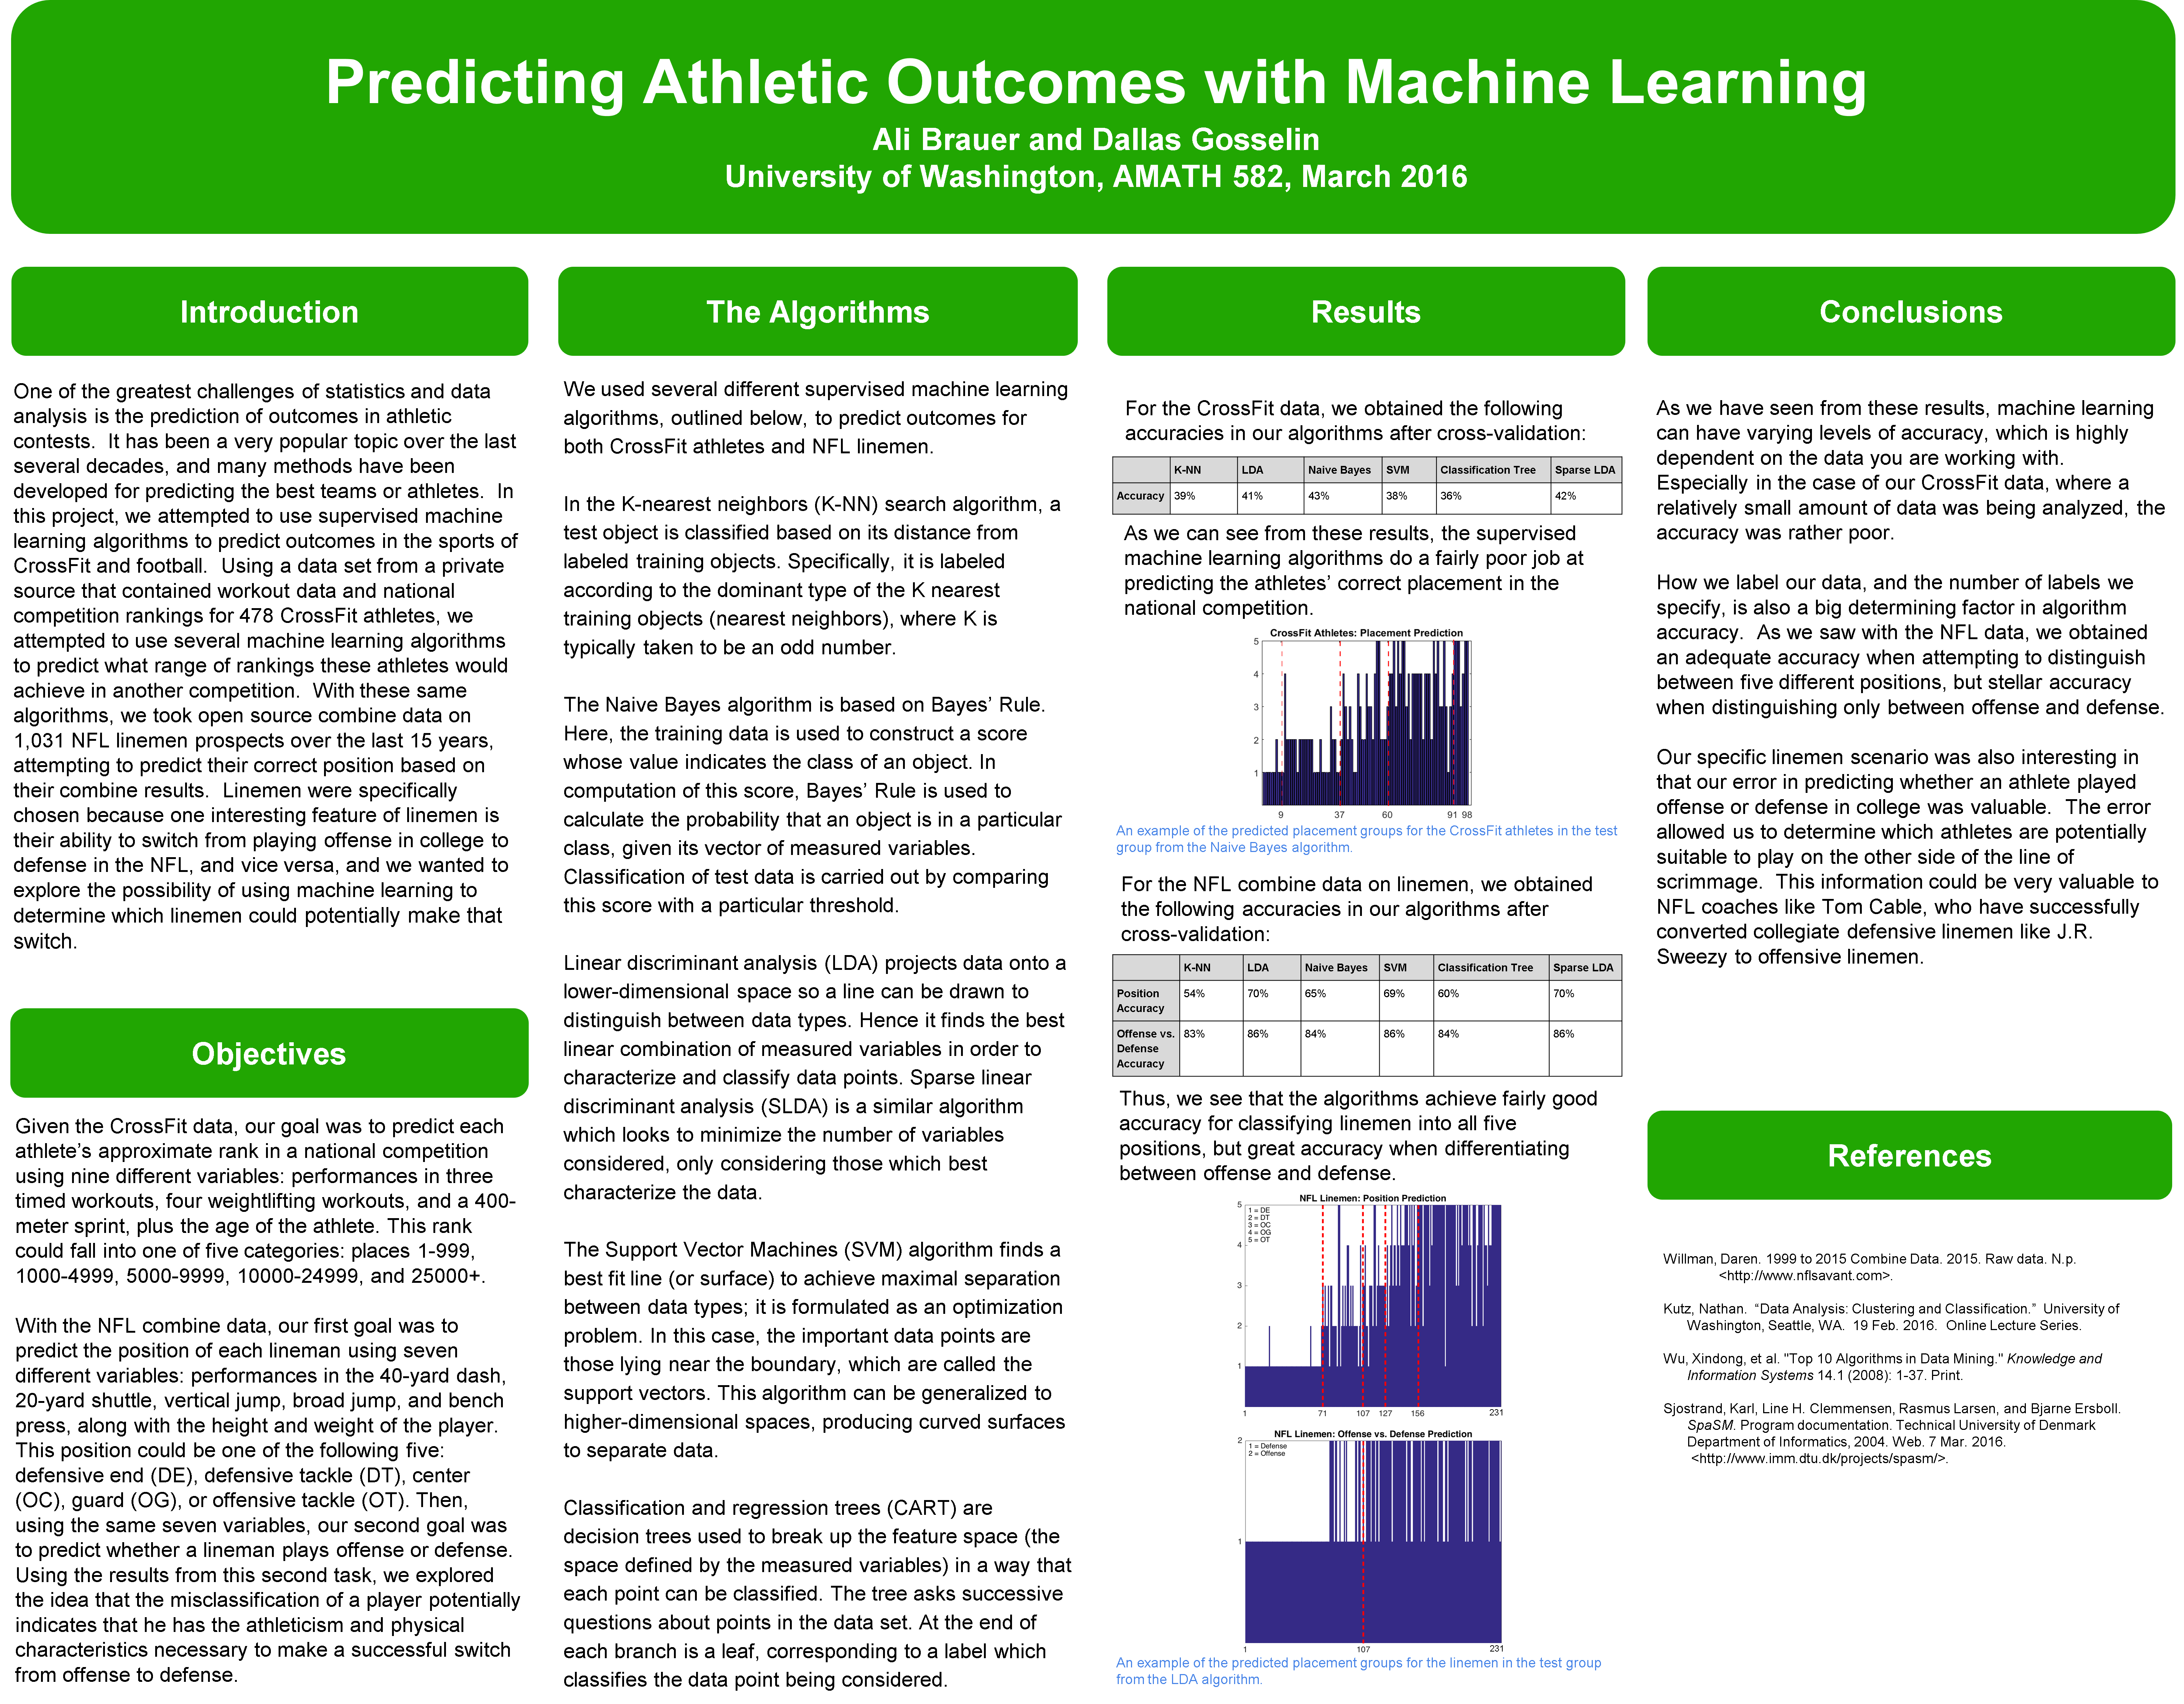 Predicting Athletic Outcomes with Machine Learning
Ali Brauer and Dallas Gosselin
University of Washington, AMATH 582, March 2016
Introduction
One of the greatest challenges of statistics and data
analysis is the prediction of outcomes in athletic
contests.  It has been a very popular topic over the last
several decades, and many methods have been
developed for predicting the best teams or athletes.  In
this project, we attempted to use supervised machine
learning algorithms to predict outcomes in the sports of
CrossFit and football.  Using a data set from a private
source that contained workout data and national
competition rankings for 478 CrossFit athletes, we
attempted to use several machine learning algorithms
to predict what range of rankings these athletes would
achieve in another competition.  With these same
algorithms, we took open source combine data on
1,031 NFL linemen prospects over the last 15 years,
attempting to predict their correct position based on
their combine results.  Linemen were specifically
chosen because one interesting feature of linemen is
their ability to switch from playing offense in college to
defense in the NFL, and vice versa, and we wanted to
explore the possibility of using machine learning to
determine which linemen could potentially make that
switch.
Objectives
Given the CrossFit data, our goal was to predict each
athlete's approximate rank in a national competition
using nine different variables: performances in three
timed workouts, four weightlifting workouts, and a 400-
meter sprint, plus the age of the athlete. This rank
could fall into one of five categories: places 1-999,
1000-4999, 5000-9999, 10000-24999, and 25000+.
With the NFL combine data, our first goal was to
predict the position of each lineman using seven
different variables: performances in the 40-yard dash,
20-yard shuttle, vertical jump, broad jump, and bench
press, along with the height and weight of the player.
This position could be one of the following five:
defensive end (DE), defensive tackle (DT), center
(OC), guard (OG), or offensive tackle (OT). Then,
using the same seven variables, our second goal was
to predict whether a lineman plays offense or defense.
Using the results from this second task, we explored
the idea that the misclassification of a player potentially
indicates that he has the athleticism and physical
characteristics necessary to make a successful switch
from offense to defense.
The Algorithms
We used several different supervised machine learning
algorithms, outlined below, to predict outcomes for
both CrossFit athletes and NFL linemen.
In the K-nearest neighbors (K-NN) search algorithm, a
test object is classified based on its distance from
labeled training objects. Specifically, it is labeled
according to the dominant type of the K nearest
training objects (nearest neighbors), where K is
typically taken to be an odd number.
The Naive Bayes algorithm is based on Bayes' Rule.
Here, the training data is used to construct a score
whose value indicates the class of an object. In
computation of this score, Bayes' Rule is used to
calculate the probability that an object is in a particular
class, given its vector of measured variables.
Classification of test data is carried out by comparing
this score with a particular threshold.
Linear discriminant analysis (LDA) projects data onto a
lower-dimensional space so a line can be drawn to
distinguish between data types. Hence it finds the best
linear combination of measured variables in order to
characterize and classify data points. Sparse linear
discriminant analysis (SLDA) is a similar algorithm
which looks to minimize the number of variables
considered, only considering those which best
characterize the data.
The Support Vector Machines (SVM) algorithm finds a
best fit line (or surface) to achieve maximal separation
between data types; it is formulated as an optimization
problem. In this case, the important data points are
those lying near the boundary, which are called the
support vectors. This algorithm can be generalized to
higher-dimensional spaces, producing curved surfaces
to separate data.
Classification and regression trees (CART) are
decision trees used to break up the feature space (the
space defined by the measured variables) in a way that
each point can be classified. The tree asks successive
questions about points in the data set. At the end of
each branch is a leaf, corresponding to a label which
classifies the data point being considered.
Results
For the CrossFit data, we obtained the following
accuracies in our algorithms after cross-validation:
K-NN LDA Naive Bayes SVM Classification Tree Sparse LDA
Accuracy 39% 41% 43% 38% 36% 42%
As we can see from these results, the supervised
machine learning algorithms do a fairly poor job at
predicting the athletes' correct placement in the
national competition.
CrossFit Athletes: Placement Prediction
5
4
3
2
1
9 37 60 91 98
An example of the predicted placement groups for the CrossFit athletes in the test
group from the Naive Bayes algorithm.
For the NFL combine data on linemen, we obtained
the following accuracies in our algorithms after
cross-validation:
K-NN LDA Naive Bayes SVM Classification Tree Sparse LDA
Position
Accuracy
54% 70% 65% 69% 60% 70%
Offense vs.
Defense
Accuracy
83% 86% 84% 86% 84% 86%
Thus, we see that the algorithms achieve fairly good
accuracy for classifying linemen into all five
positions, but great accuracy when differentiating
between offense and defense.
NFL Linemen: Position Prediction
1 = DE
2 = DT
3 = OC
4 = OG
5 = OT
5
4
3
2
1
1 71 107 127 156 231
NFL Linemen: Offense vs. Defense Prediction
1 = Defense
2 = Offense
2
1
1 107 231
An example of the predicted placement groups for the linemen in the test group
from the LDA algorithm.
Conclusions
As we have seen from these results, machine learning
can have varying levels of accuracy, which is highly
dependent on the data you are working with.
Especially in the case of our CrossFit data, where a
relatively small amount of data was being analyzed, the
accuracy was rather poor.
How we label our data, and the number of labels we
specify, is also a big determining factor in algorithm
accuracy.  As we saw with the NFL data, we obtained
an adequate accuracy when attempting to distinguish
between five different positions, but stellar accuracy
when distinguishing only between offense and defense.
Our specific linemen scenario was also interesting in
that our error in predicting whether an athlete played
offense or defense in college was valuable.  The error
allowed us to determine which athletes are potentially
suitable to play on the other side of the line of
scrimmage.  This information could be very valuable to
NFL coaches like Tom Cable, who have successfully
converted collegiate defensive linemen like J.R.
Sweezy to offensive linemen.
References
Willman, Daren. 1999 to 2015 Combine Data. 2015. Raw data. N.p.
<http://www.nflsavant.com>.
Kutz, Nathan.  “Data Analysis: Clustering and Classification.”  University of
Washington, Seattle, WA.  19 Feb. 2016.  Online Lecture Series.
Wu, Xindong, et al. "Top 10 Algorithms in Data Mining." Knowledge and
Information Systems 14.1 (2008): 1-37. Print.
Sjostrand, Karl, Line H. Clemmensen, Rasmus Larsen, and Bjarne Ersboll.
SpaSM. Program documentation. Technical University of Denmark
Department of Informatics, 2004. Web. 7 Mar. 2016.
<http://www.imm.dtu.dk/projects/spasm/>.